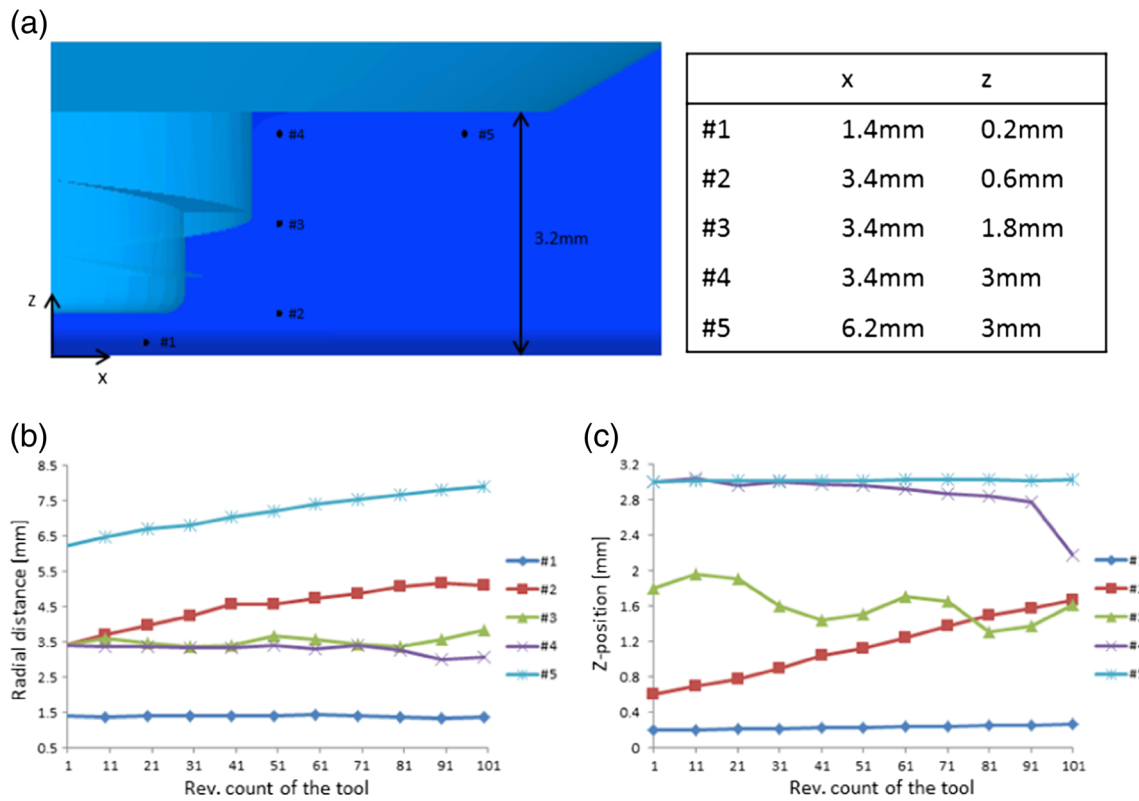 (a)
#4
#5
#3
3.2mm
#2
#1
z
x
x z
#1 1.4mm 0.2mm
#2 3.4mm 0.6mm
#3 3.4mm 1.8mm
#4 3.4mm 3mm
#5 6.2mm 3mm
(b)
8.5
7.5
6.5
5.5
4.5
3.5
2.5
1.5
0.5
Radial distance [mm]
1 11 21 31 41 51 61 71 81 91 101
Rev. count of the tool
#1
#2
#3
#4
#5
(c)
3.2
2.8
2.4
2
1.6
1.2
0.8
0.4
0
Z-position [mm]
1 11 21 31 41 51 61 71 81 91 101
Rev. count of the tool
#